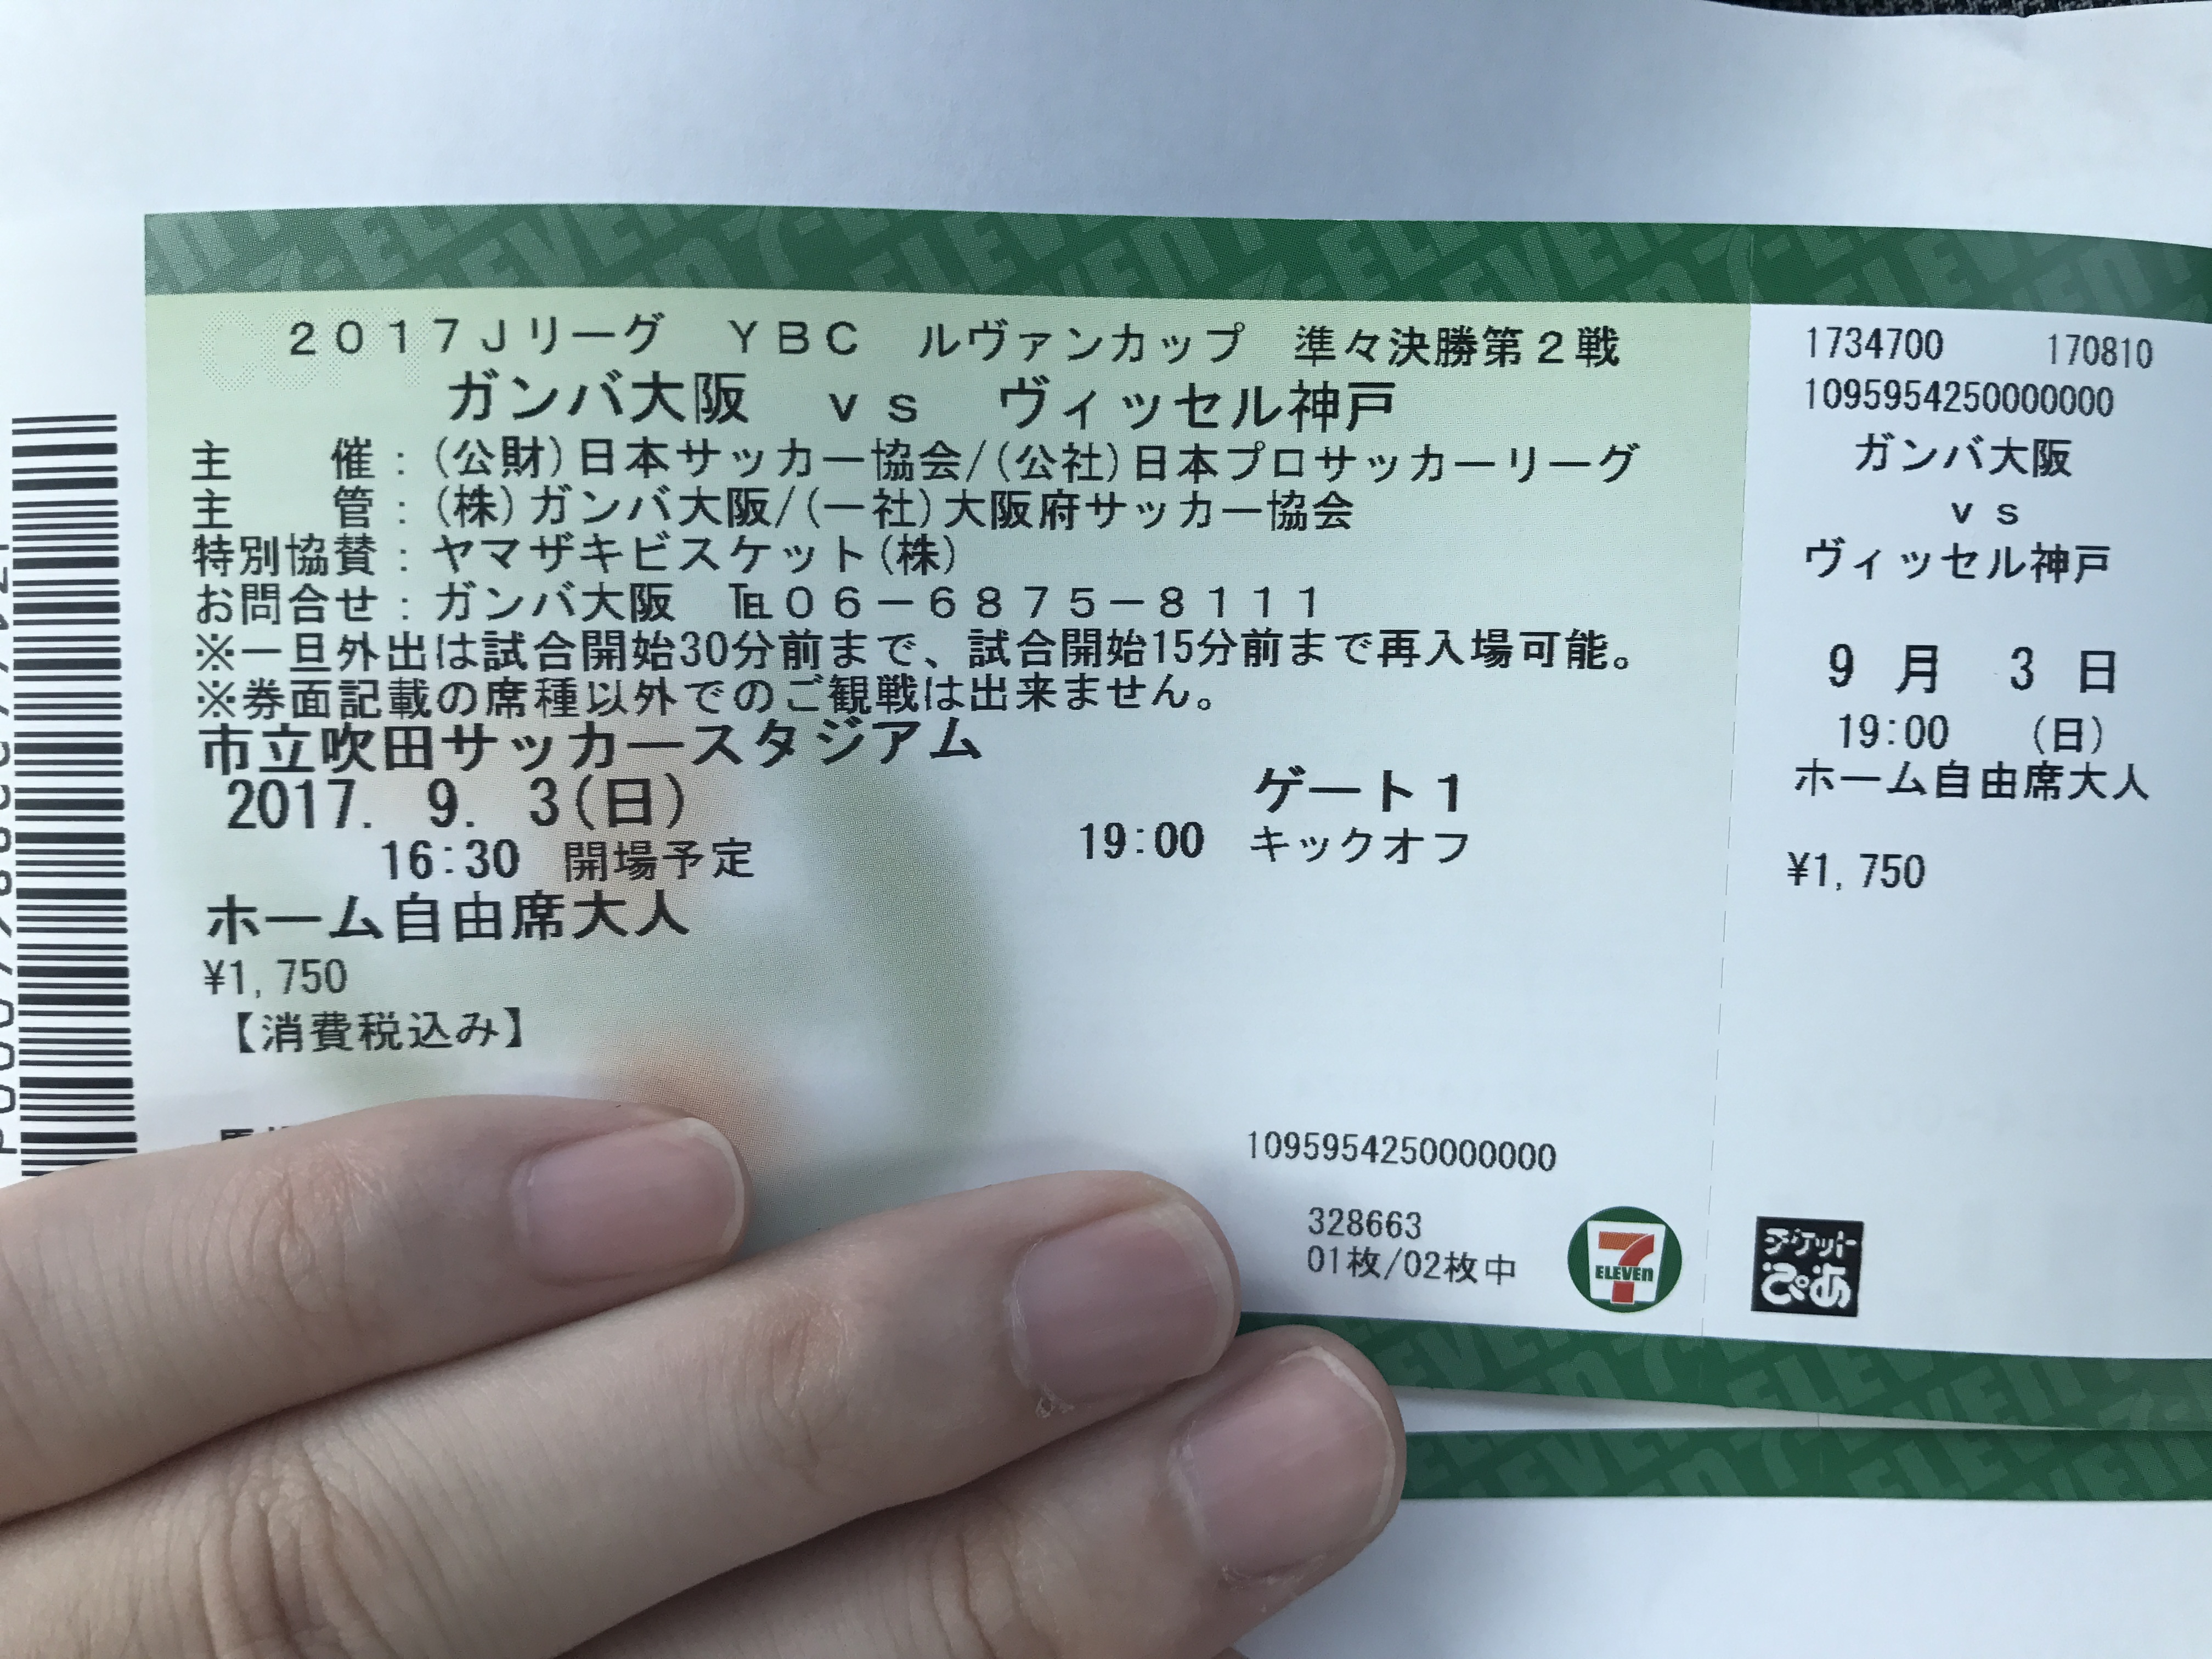 2017Jリーグ　YBC　ルヴァンカップ　準々決勝第2戦
ガンバ大阪　vs　ヴィッセル神戸
主　　催：(公財)日本サッカー協会/(公社)日本プロサッカーリーグ
主　　管：(株)ガンバ大阪/(一社)大阪府サッカー協会
特別協賛：ヤマザキビスケット(株)
お問合せ：ガンバ大阪　℡06－6875－8111
※一旦外出は試合開始30分前まで、試合開始15分前まで再入場可能。
※券面記載の席種以外でのご観戦は出来ません。
市立吹田サッカースタジアム
2017. 9. 3(日)
ゲート1
16:30　開場予定
19:00　キックオフ
ホーム自由席大人
¥1,750
【消費税込み】
1095954250000000
328663
01枚/02枚中
7
ELEVEn
1734700　170810
1095954250000000
ガンバ大阪
vs
ヴィッセル神戸
9月 3日
19:00　(日)
ホーム自由席大人
¥1,750
チケット
ぴあ